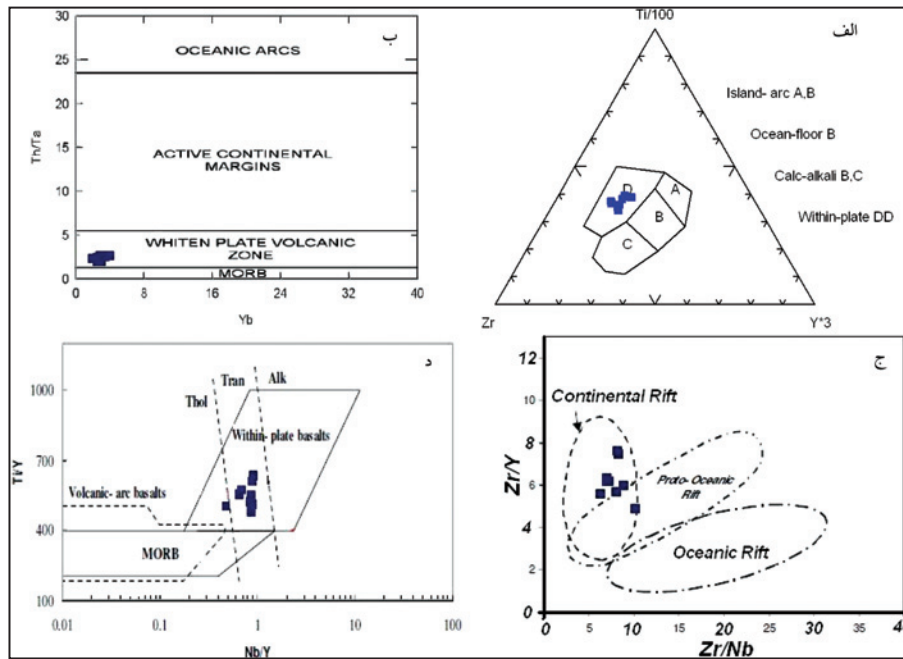 الف
Ti/100
Island- arc A,B
Ocean-floor B
Calc-alkali B,C
Within-plate DD
D
A
B
C
Zr
Y*3
ب
30
25
20
15
10
5
0
Th/Ta
OCEANIC ARCS
ACTIVE CONTINENTAL
MARGINS
WHITEN PLATE VOLCANIC
ZONE
MORB
0 8 16 24 32 40
Yb
ج
12
10
8
6
4
2
0
Zr/Y
Continental Rift
Proto- Oceanic
Rift
Oceanic Rift
0 5 10 15 20 25 30 40
Zr/Nb
د
1000
700
400
100
Ti/Y
Thol
Tran
Alk
Within- plate basalts
Volcanic- arc basalts
MORB
0.01 0.1 1 10 100
Nb/Y